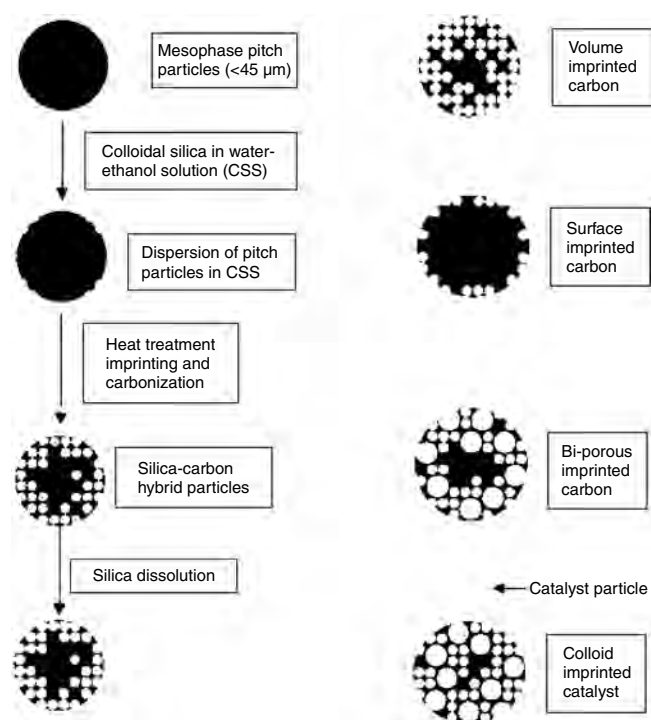 Mesophase pitch
particles (<45 µm)
Colloidal silica in water-
ethanol solution (CSS)
Dispersion of pitch
particles in CSS
Heat treatment
imprinting and
carbonization
Silica-carbon
hybrid particles
Silica dissolution
Volume
imprinted
carbon
Surface
imprinted
carbon
Bi-porous
imprinted
carbon
Catalyst particle
Colloid
imprinted
catalyst